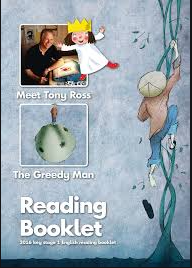 Meet Tony Ross
The Greedy Man
Reading
Booklet
2016 key stage 1 English reading booklet